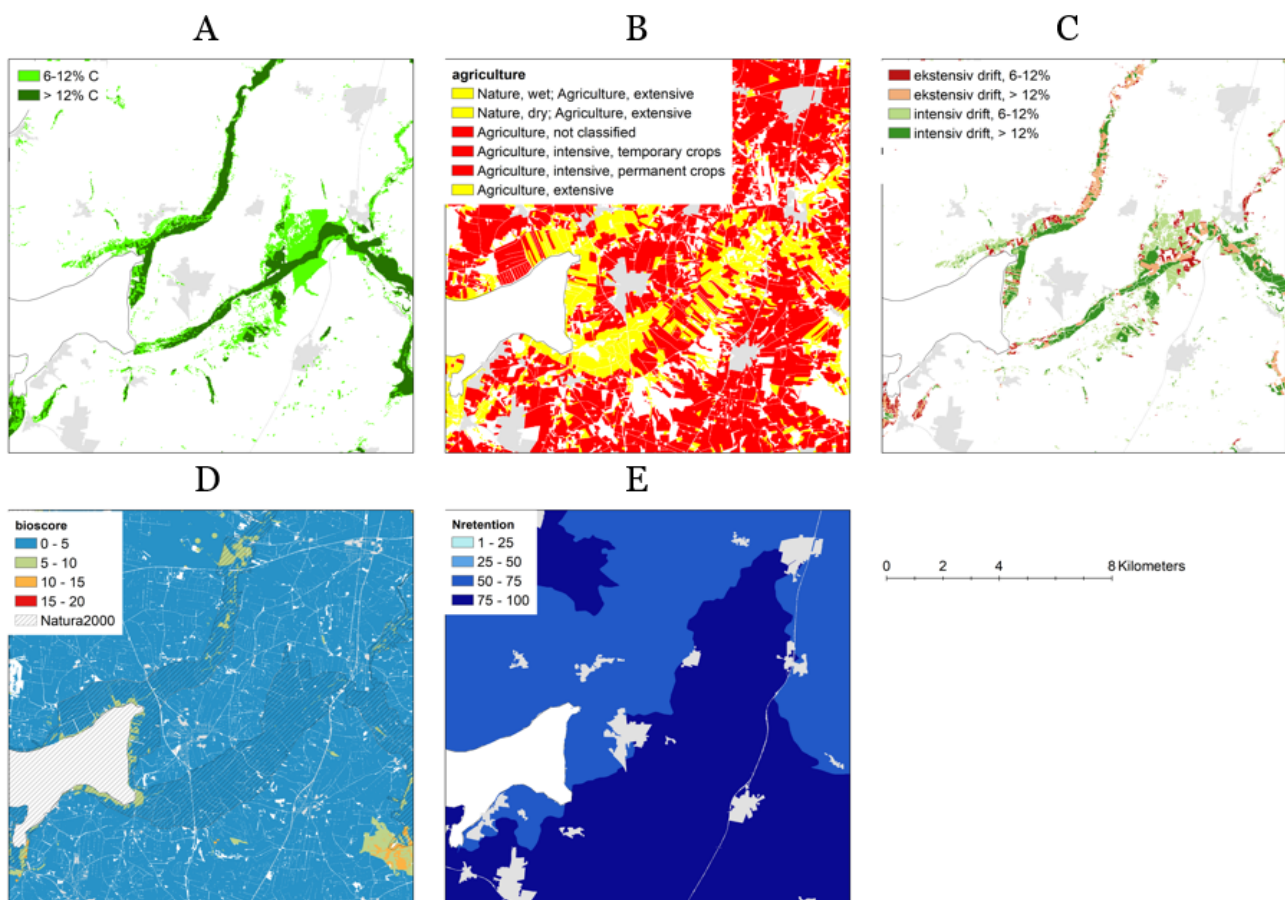 A
6-12% C
> 12% C
B
agriculture
Nature, wet; Agriculture, extensive
Nature, dry; Agriculture, extensive
Agriculture, not classified
Agriculture, intensive, temporary crops
Agriculture, intensive, permanent crops
Agriculture, extensive
C
ekstensiv drift, 6-12%
ekstensiv drift, > 12%
intensiv drift, 6-12%
intensiv drift, > 12%
D
bioscore
0 - 5
5 - 10
10 - 15
15 - 20
Natura2000
E
Nretention
1 - 25
25 - 50
50 - 75
75 - 100
0 2 4 8 Kilometers